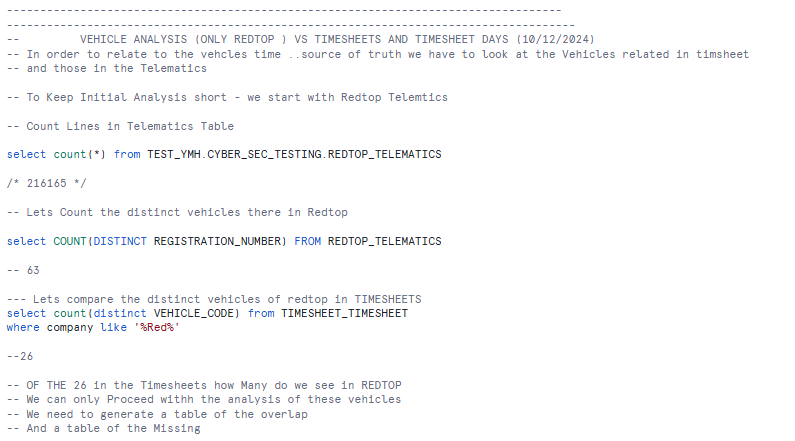 ------------------------------------------------------------------------------------
--------------------------------------------------------------------------------------
--         VEHICLE ANALYSIS (ONLY REDTOP ) VS TIMESHEETS AND TIMESHEET DAYS (10/12/2024)
-- In order to relate to the vehcles time ..source of truth we have to look at the Vehicles related in timsheet
-- and those in the Telematics
-- To Keep Initial Analysis short - we start with Redtop Telemtics
-- Count Lines in Telematics Table
select count(*) from TEST_YMH.CYBER_SEC_TESTING.REDTOP_TELEMATICS
/* 216165 */
-- Lets Count the distinct vehicles there in Redtop
select COUNT(DISTINCT REGISTRATION_NUMBER) FROM REDTOP_TELEMATICS
-- 63
--- Lets compare the distinct vehicles of redtop in TIMESHEETS
select count(distinct VEHICLE_CODE) from TIMESHEET_TIMESHEET
where company like '%Red%'
--26
-- OF THE 26 in the Timesheets how Many do we see in REDTOP
-- We can only Proceed withh the analysis of these vehicles
-- We need to generate a table of the overlap
-- And a table of the Missing